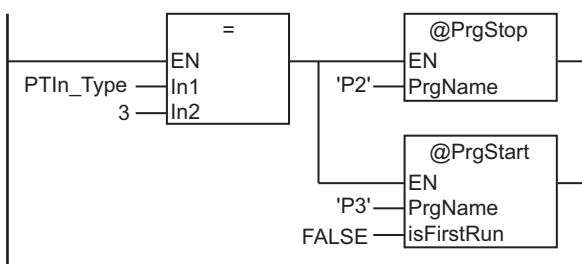 =
EN
PTIn_Type In1
3 In2
@PrgStop
EN
'P2' PrgName
@PrgStart
EN
'P3' PrgName
FALSE isFirstRun